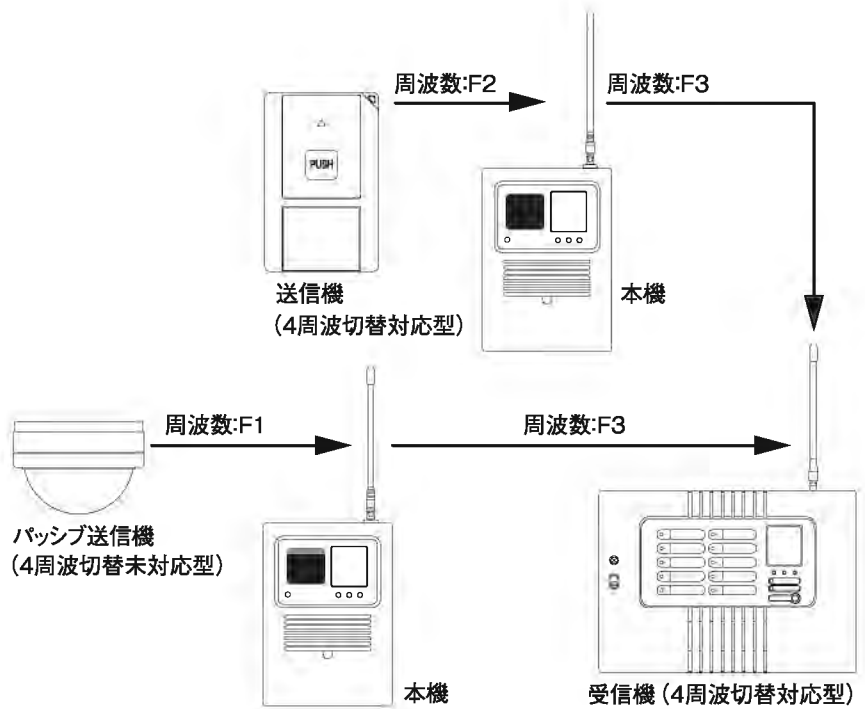 周波数:F2
周波数:F3
PUSH
送信機
(4周波切替対応型)
本機
周波数:F1
周波数:F3
パッシブ送信機
(4周波切替未対応型)
本機
受信機(4周波切替対応型)